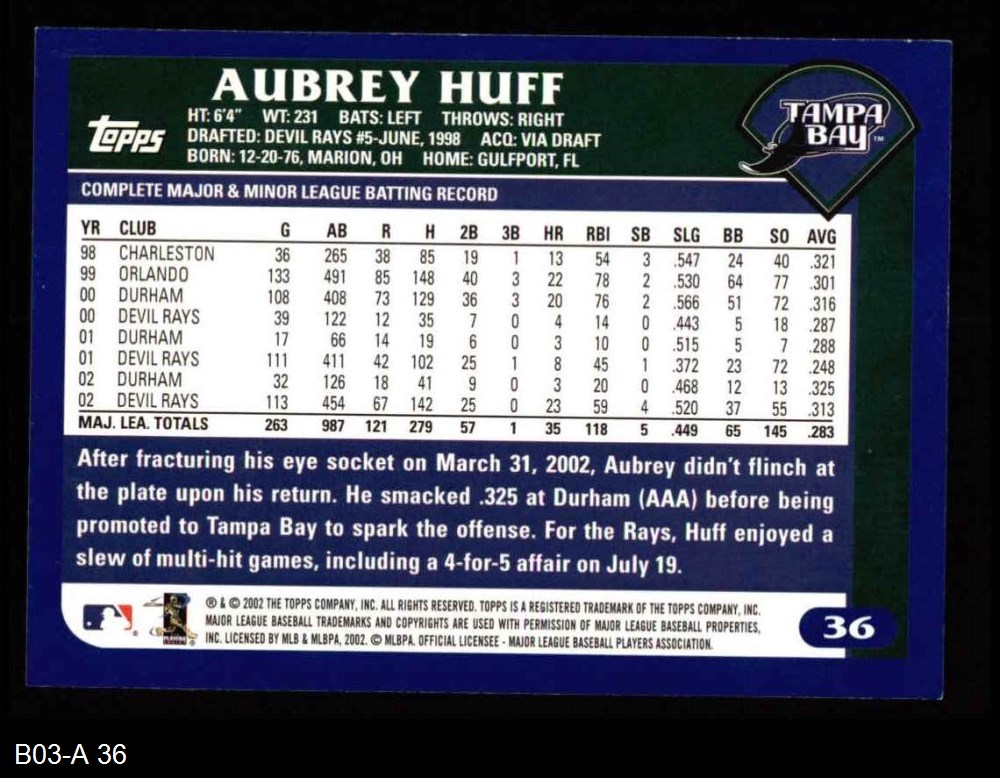 AUBREY HUFF
topps
HT: 6'4" WT: 231 BATS: LEFT THROWS: RIGHT
DRAFTED: DEVIL RAYS #5-JUNE, 1998 ACQ: VIA DRAFT
BORN: 12-20-76, MARION, OH HOME: GULFPORT, FL
TAMPA
BAY™
COMPLETE MAJOR & MINOR LEAGUE BATTING RECORD
YR CLUB G AB R H 2B 3B HR RBI SB SLG BB SO AVG
98 CHARLESTON 36 265 38 85 19 1 13 54 3 .547 24 40 .321
99 ORLANDO 133 491 85 148 40 3 22 78 2 .530 64 77 .301
00 DURHAM 108 408 73 129 36 3 20 76 2 .566 51 72 .316
00 DEVIL RAYS 39 122 12 35 7 0 4 14 0 .443 5 18 .287
01 DURHAM 17 66 14 19 6 0 3 10 0 .515 5 7 .288
01 DEVIL RAYS 111 411 42 102 25 1 8 45 1 .372 23 72 .248
02 DURHAM 32 126 18 41 9 0 3 20 0 .468 12 13 .325
02 DEVIL RAYS 113 454 67 142 25 0 23 59 4 .520 37 55 .313
MAJ. LEA. TOTALS 263 987 121 279 57 1 35 118 5 .449 65 145 .283
After fracturing his eye socket on March 31, 2002, Aubrey didn't flinch at
the plate upon his return. He smacked .325 at Durham (AAA) before being
promoted to Tampa Bay to spark the offense. For the Rays, Huff enjoyed a
slew of multi-hit games, including a 4-for-5 affair on July 19.
® & © 2002 THE TOPPS COMPANY, INC. ALL RIGHTS RESERVED. TOPPS IS A REGISTERED TRADEMARK OF THE TOPPS COMPANY, INC.
MAJOR LEAGUE BASEBALL TRADEMARKS AND COPYRIGHTS ARE USED WITH PERMISSION OF MAJOR LEAGUE BASEBALL PROPERTIES,
INC. LICENSED BY MLB & MLBPA, 2002. © MLBPA. OFFICIAL LICENSEE - MAJOR LEAGUE BASEBALL PLAYERS ASSOCIATION.
36
B03-A 36